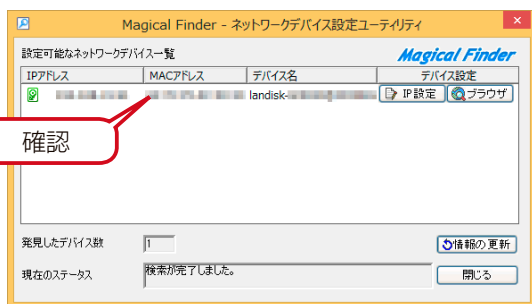 Magical Finder - ネットワークデバイス設定ユーティリティ
設定可能なネットワークデバイス一覧
Magical Finder
IPアドレス MACアドレス デバイス名 デバイス設定
landisk- IP設定 ブラウザ
確認
発見したデバイス数 1 情報の更新
現在のステータス 検索が完了しました。 閉じる